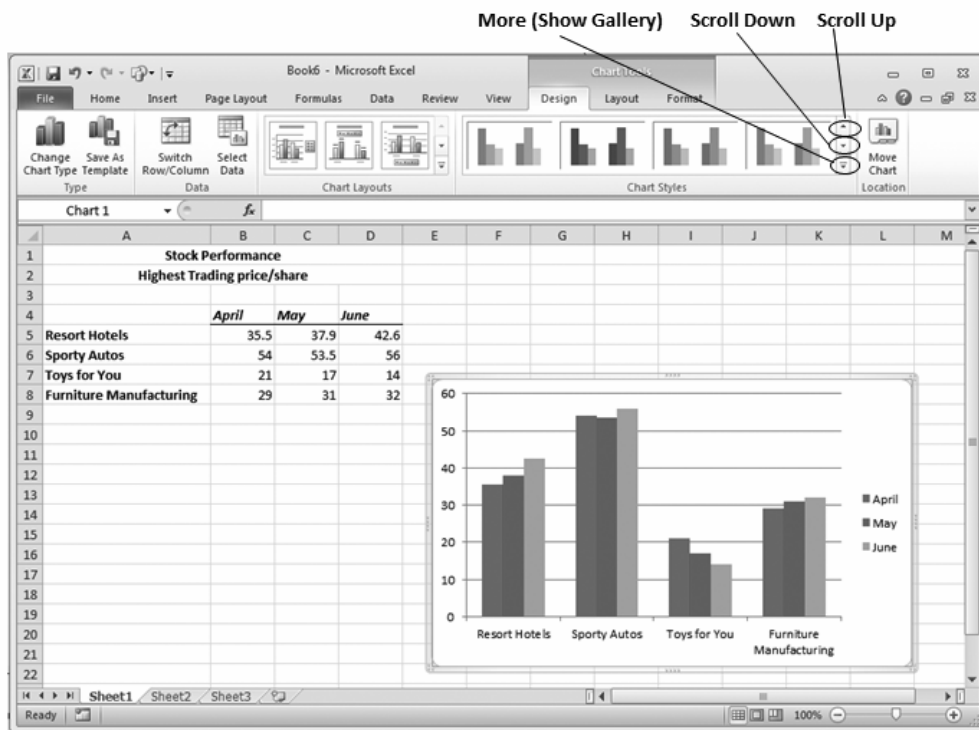 More (Show Gallery) Scroll Down Scroll Up
Book6 - Microsoft Excel
Chart Tools
File Home Insert Page Layout Formulas Data Review View Design Layout Format
Change Chart Type
Save As Template
Switch Row/Column
Select Data
Move Chart
Type Data Chart Layouts Chart Styles Location
Chart 1 fx
A B C D E F G H I J K L M
1 Stock Performance
2 Highest Trading price/share
3
4 April May June
5 Resort Hotels 35.5 37.9 42.6
6 Sporty Autos 54 53.5 56
7 Toys for You 21 17 14
8 Furniture Manufacturing 29 31 32
9
10
11
12
13
14
15
16
17
18
19
20
21
22
60
50
40
30
20
10
0
Resort Hotels Sporty Autos Toys for You Furniture Manufacturing
April
May
June
Sheet1 Sheet2 Sheet3
Ready 100%